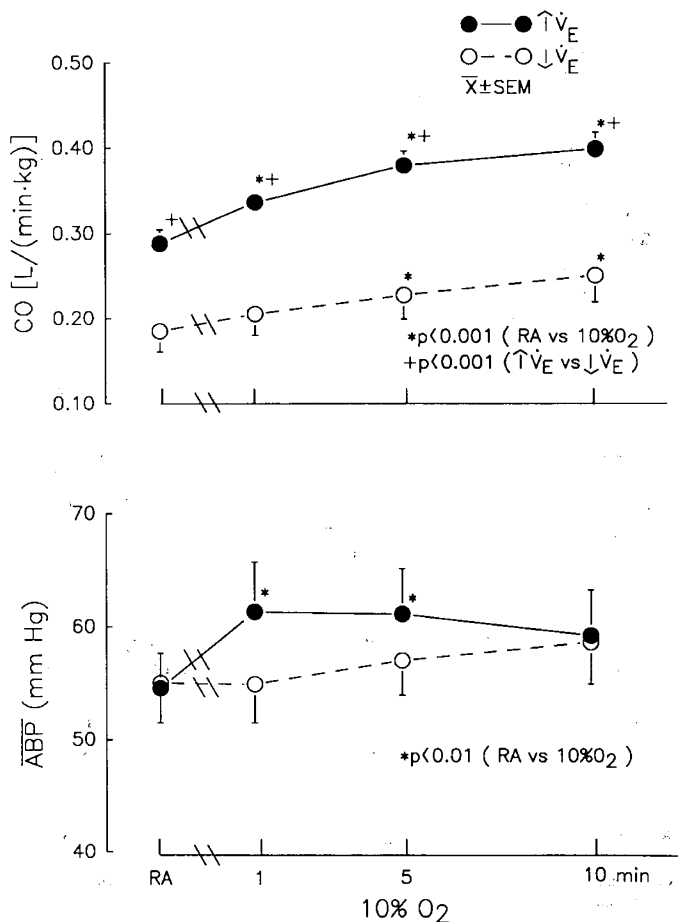 ↑V̇E
↓V̇E
X̅±SEM
0.50
0.40
0.30
0.20
0.10
CO [L/(min·kg)]
+
*+
*+
*+
*
*
*p<0.001 ( RA vs 10%O2 )
+p<0.001 (↑V̇E vs ↓V̇E )
70
60
50
40
A̅B̅P̅ (mm Hg)
*
*
*p<0.01 ( RA vs 10%O2 )
RA 1 5 10 min
10% O2